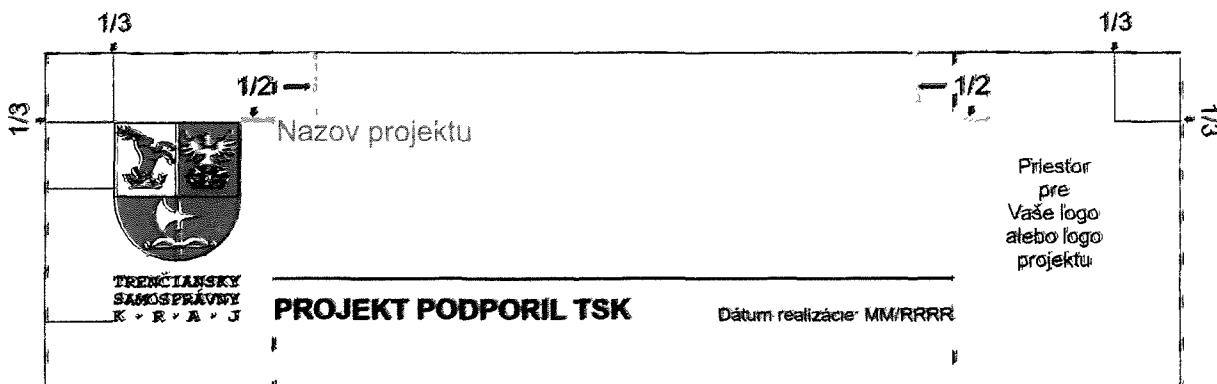 1/3
1/3
1/2
1/2
1/3
1/3
Nazov projektu
Priestor
pre
Vaše logo
alebo logo
projektu
TRENČIANSKY
SAMOSPRÁVNY
K · R · A · J
PROJEKT PODPORIL TSK
Dátum realizácie: MM/RRRR